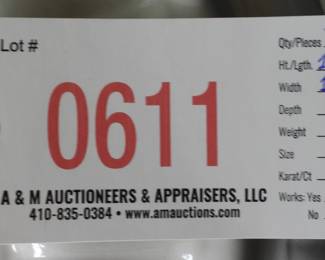 Lot #
0611
A & M AUCTIONEERS & APPRAISERS, LLC
410-835-0384 • www.amauctions.com
Qty/Pieces
Ht./Lgth.
Width
Depth
Weight
Size
Karat/Ct
Works: Yes
No